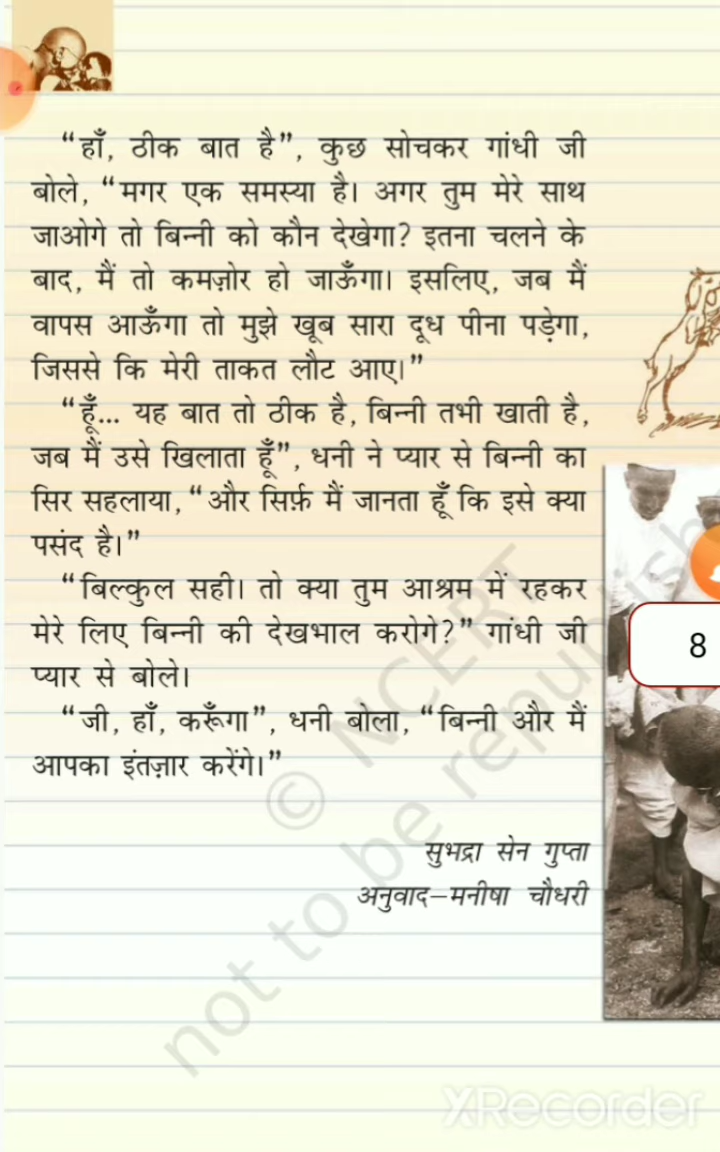 “हाँ, ठीक बात है”, कुछ सोचकर गांधी जी
बोले, “मगर एक समस्या है। अगर तुम मेरे साथ
जाओगे तो बिन्नी को कौन देखेगा? इतना चलने के
बाद, मैं तो कमज़ोर हो जाऊँगा। इसलिए, जब मैं
वापस आऊँगा तो मुझे खूब सारा दूध पीना पड़ेगा,
जिससे कि मेरी ताकत लौट आए।”
“हूँ... यह बात तो ठीक है, बिन्नी तभी खाती है,
जब मैं उसे खिलाता हूँ”, धनी ने प्यार से बिन्नी का
सिर सहलाया, “और सिर्फ़ मैं जानता हूँ कि इसे क्या
पसंद है।”
“बिल्कुल सही। तो क्या तुम आश्रम में रहकर
मेरे लिए बिन्नी की देखभाल करोगे?” गांधी जी
प्यार से बोले।
“जी, हाँ, करूँगा”, धनी बोला, “बिन्नी और मैं
आपका इंतज़ार करेंगे।”
सुभद्रा सेन गुप्ता
अनुवाद–मनीषा चौधरी
8
© NCERT
not to be republish
XRecorder